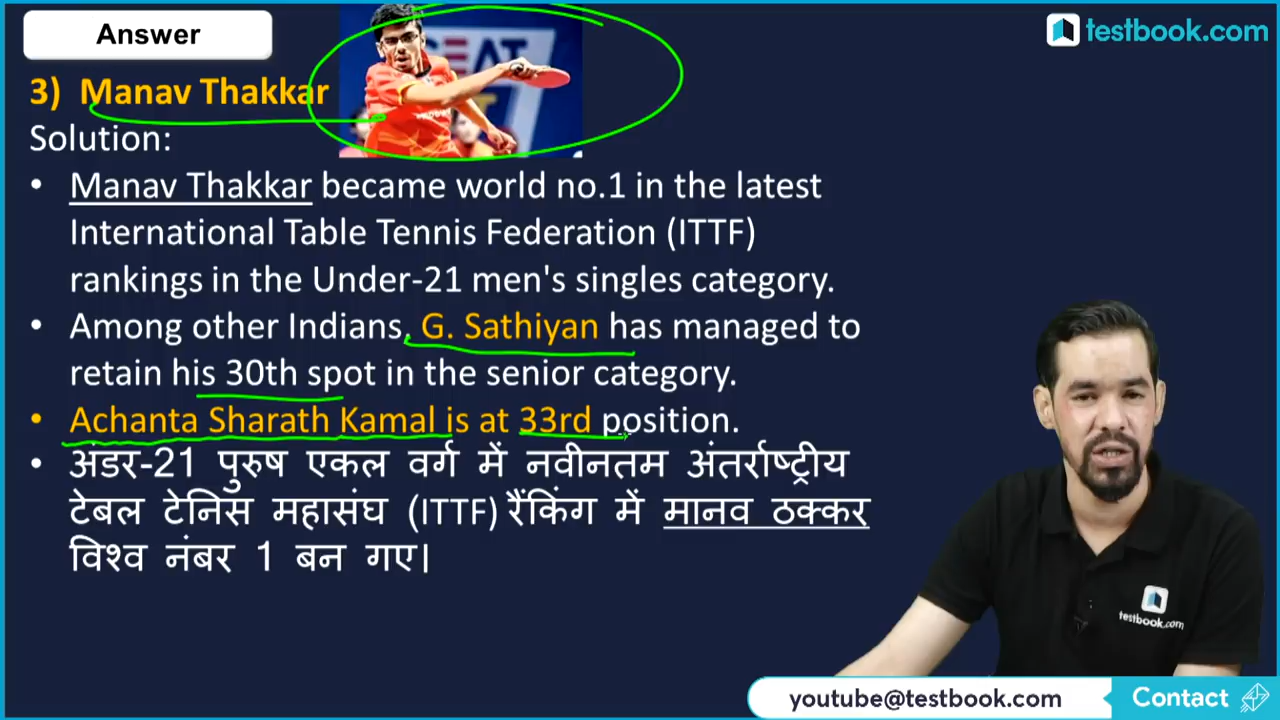 Answer
testbook.com
3) Manav Thakkar
Solution:
• Manav Thakkar became world no.1 in the latest
International Table Tennis Federation (ITTF)
rankings in the Under-21 men's singles category.
• Among other Indians, G. Sathiyan has managed to
retain his 30th spot in the senior category.
• Achanta Sharath Kamal is at 33rd position.
• अंडर-21 पुरुष एकल वर्ग में नवीनतम अंतर्राष्ट्रीय
टेबल टेनिस महासंघ (ITTF) रैंकिंग में मानव ठक्कर
विश्व नंबर 1 बन गए।
testbook.com
youtube@testbook.com
Contact